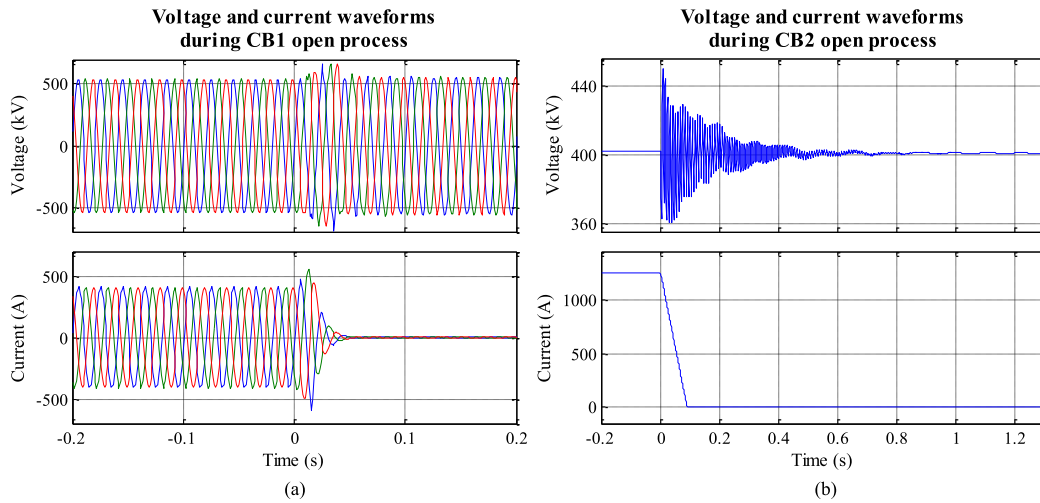 Voltage and current waveforms
during CB1 open process
Voltage (kV)
500
0
-500
Current (A)
500
0
-500
-0.2
-0.1
0
0.1
0.2
Time (s)
(a)
Voltage and current waveforms
during CB2 open process
Voltage (kV)
440
400
360
Current (A)
1000
500
0
-0.2
0
0.2
0.4
0.6
0.8
1
1.2
Time (s)
(b)